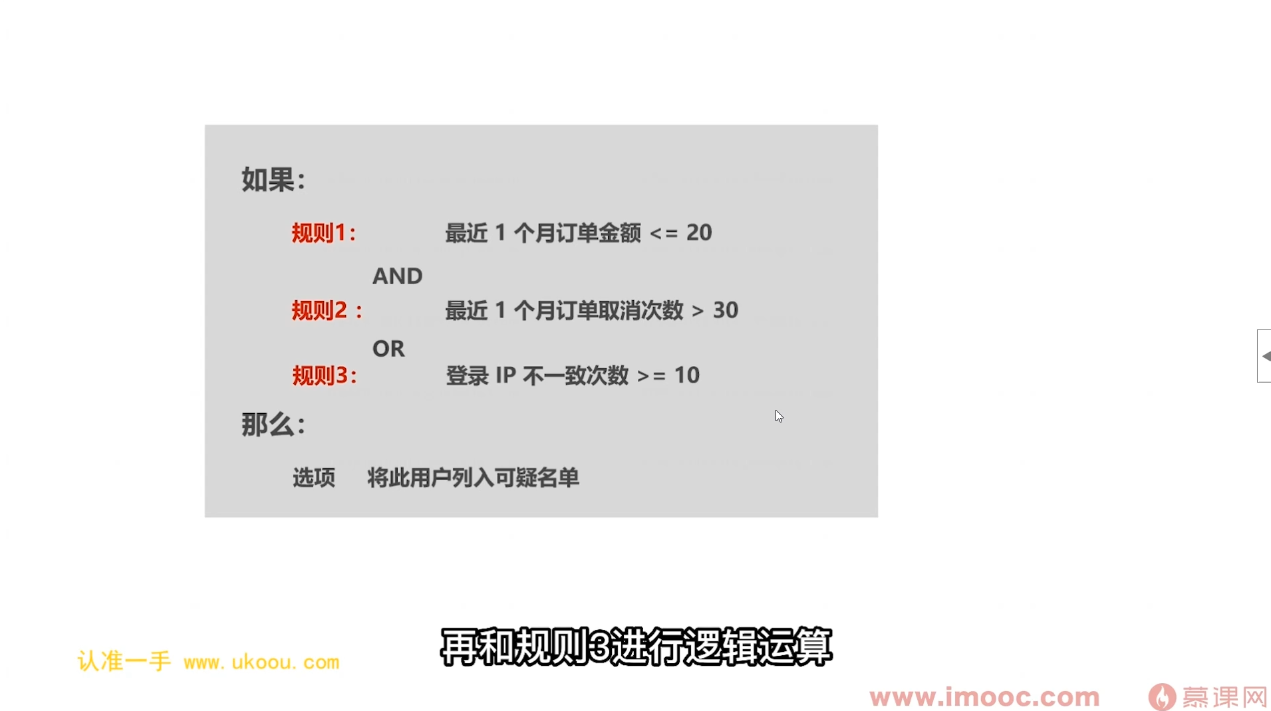 如果：
规则1： 最近 1 个月订单金额 <= 20
AND
规则2 ： 最近 1 个月订单取消次数 > 30
OR
规则3： 登录 IP 不一致次数 >= 10
那么：
选项 将此用户列入可疑名单
再和规则3进行逻辑运算
认准一手 www.ukoou.com
www.imooc.com 慕课网